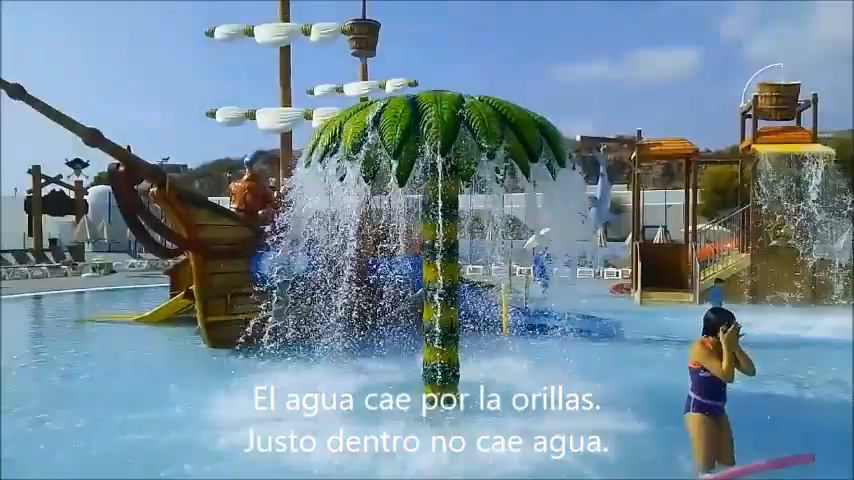 El agua cae por la orillas.
Justo dentro no cae agua.